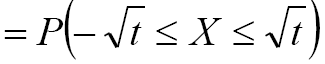 = P(−√t ≤ X ≤ √t)